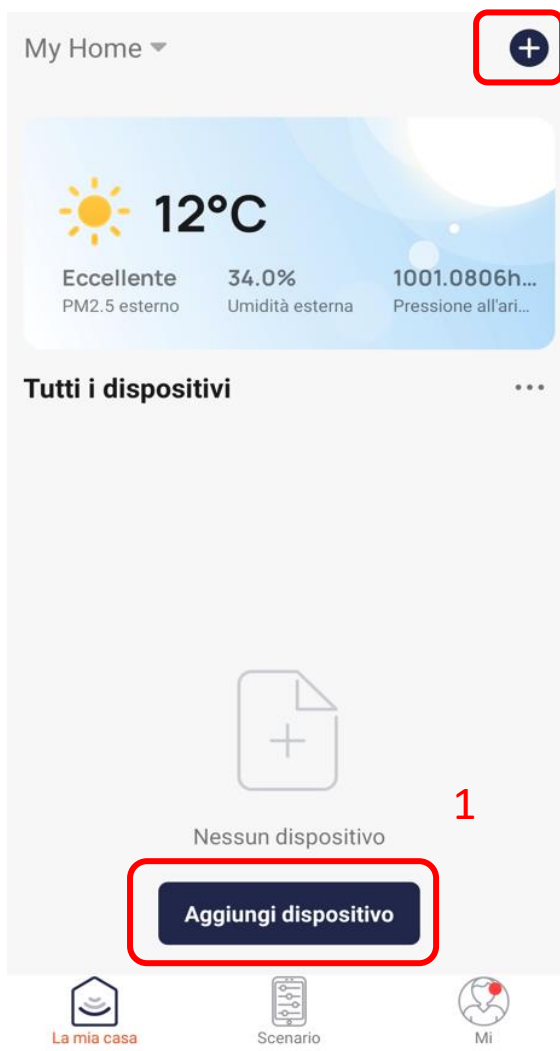 My Home
12°C
Eccellente 34.0% 1001.0806h...
PM2.5 esterno Umidità esterna Pressione all'ari...
Tutti i dispositivi
1
Nessun dispositivo
Aggiungi dispositivo
La mia casa Scenario Mi